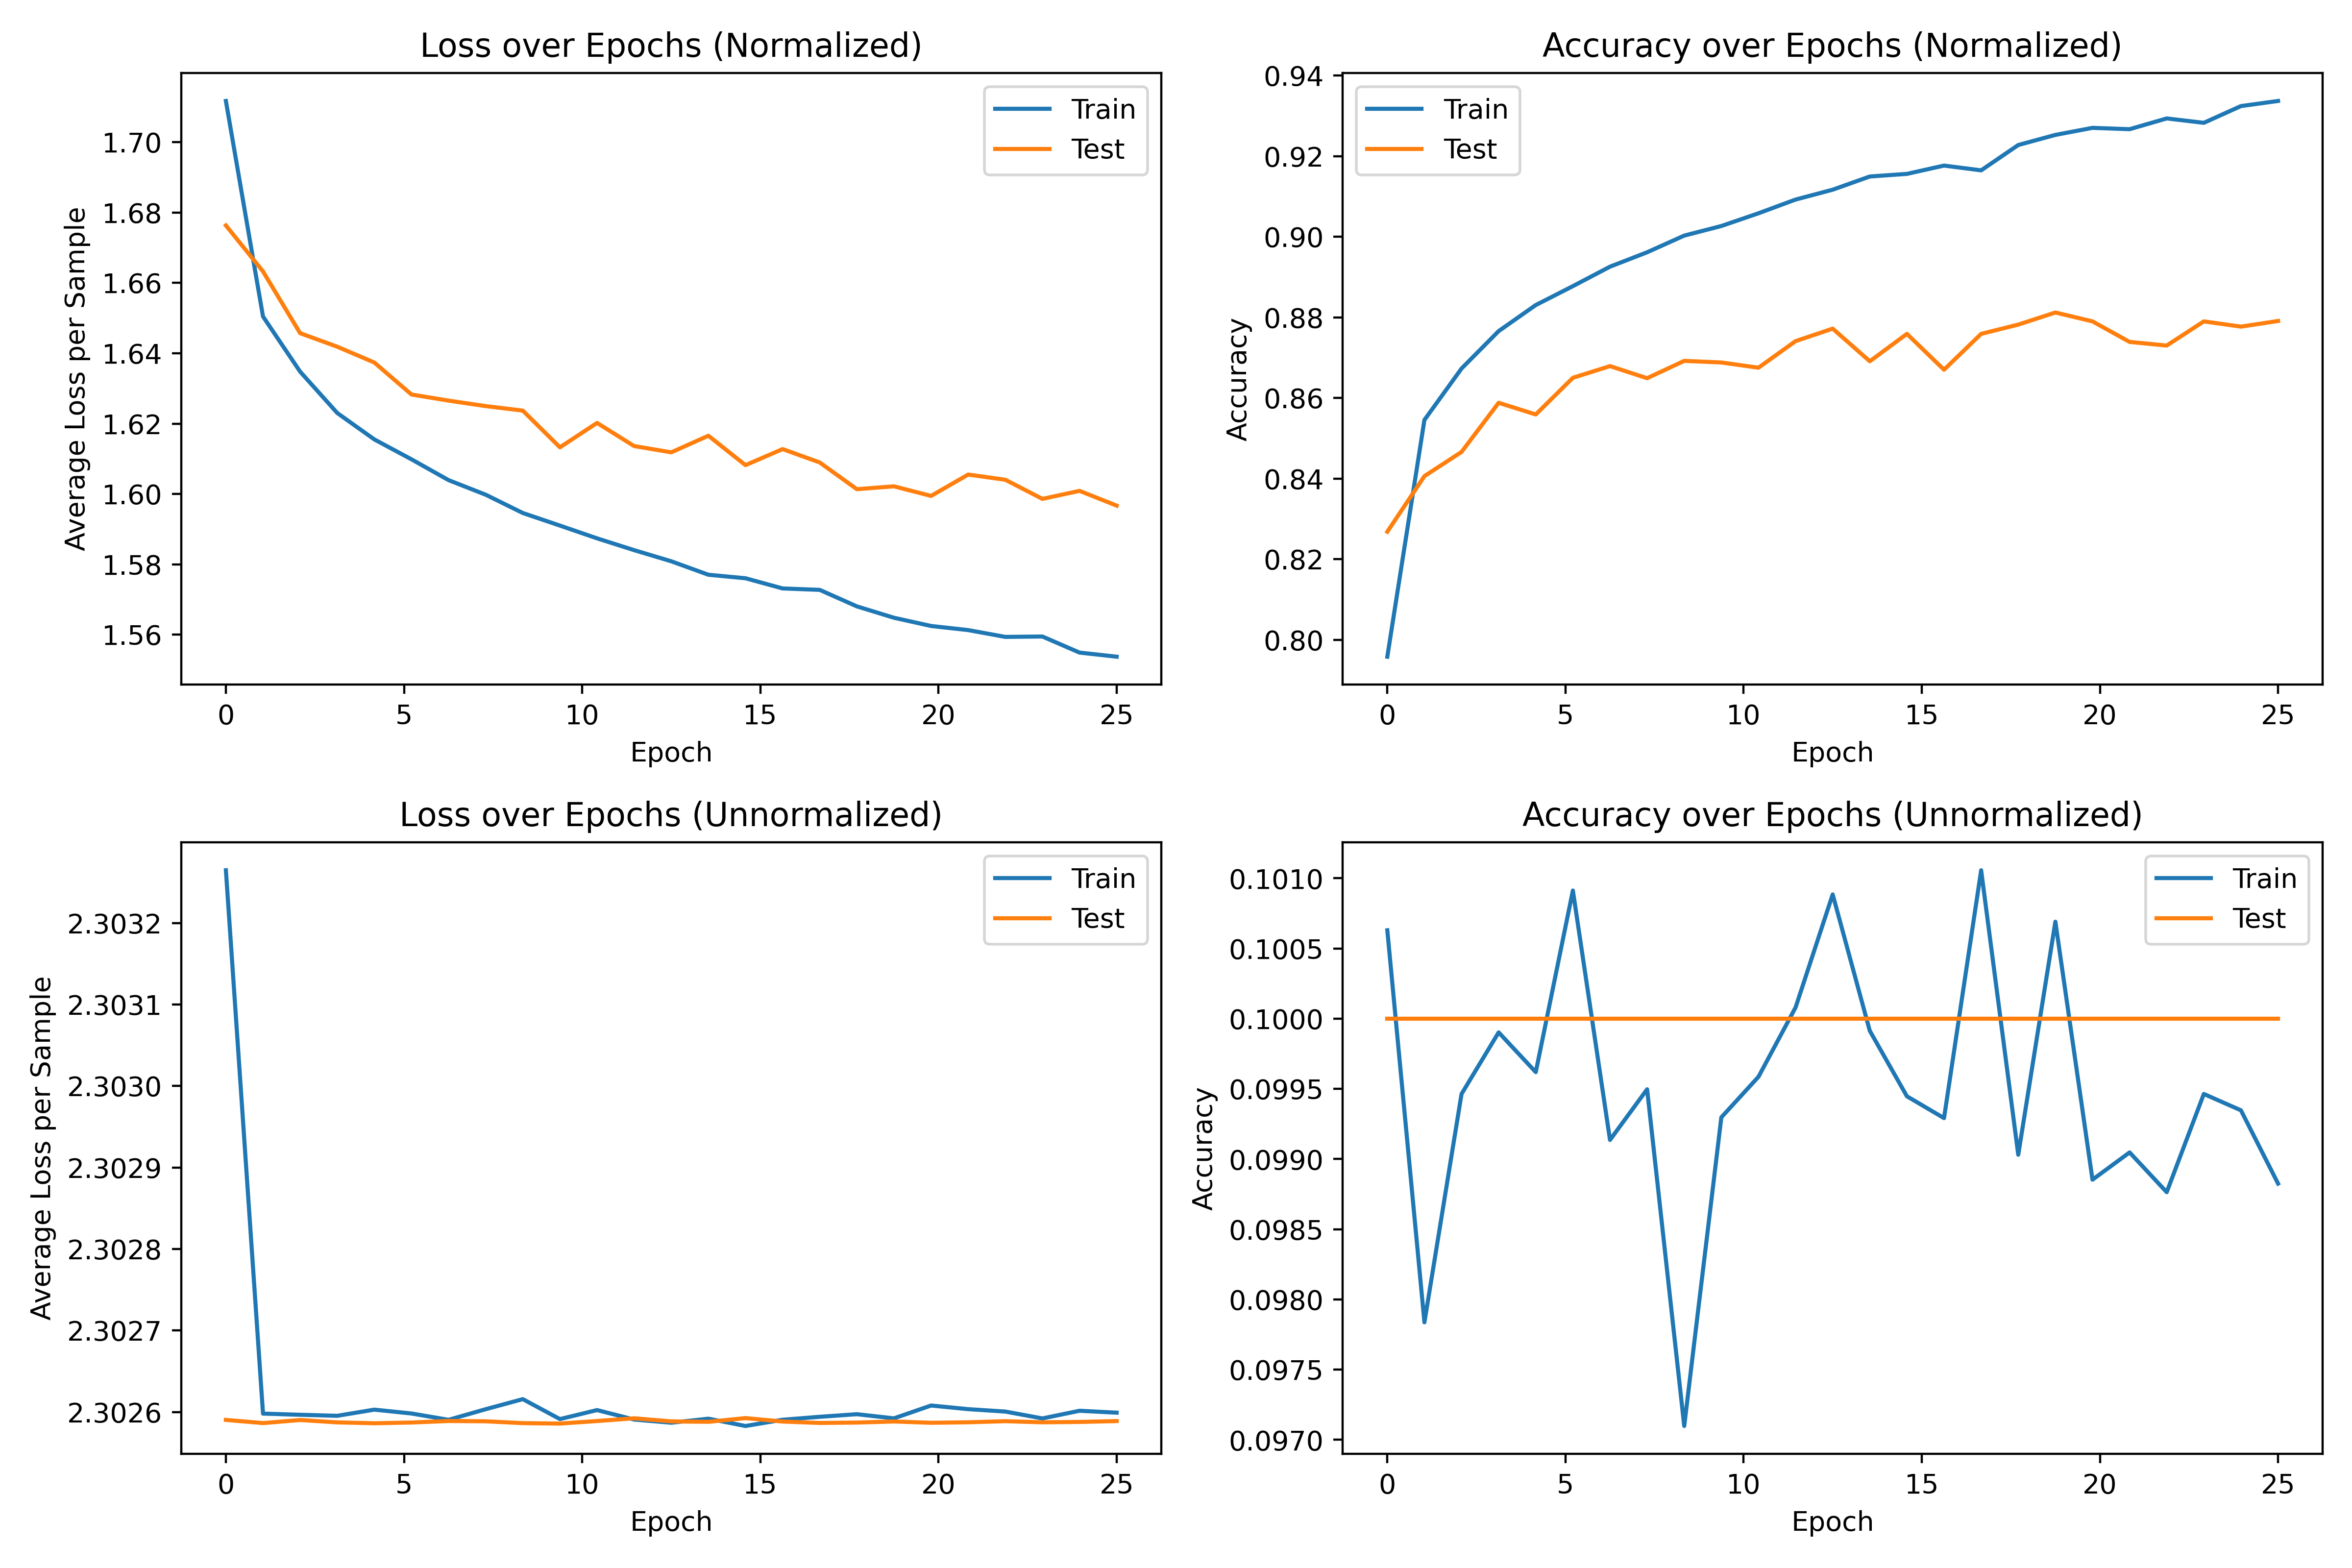 Loss over Epochs (Normalized)
Average Loss per Sample
1.70
1.68
1.66
1.64
1.62
1.60
1.58
1.56
Train
Test
0
5
10
15
20
25
Epoch
Accuracy over Epochs (Normalized)
Accuracy
0.94
0.92
0.90
0.88
0.86
0.84
0.82
0.80
Train
Test
0
5
10
15
20
25
Epoch
Loss over Epochs (Unnormalized)
Average Loss per Sample
2.3032
2.3031
2.3030
2.3029
2.3028
2.3027
2.3026
Train
Test
0
5
10
15
20
25
Epoch
Accuracy over Epochs (Unnormalized)
Accuracy
0.1010
0.1005
0.1000
0.0995
0.0990
0.0985
0.0980
0.0975
0.0970
Train
Test
0
5
10
15
20
25
Epoch